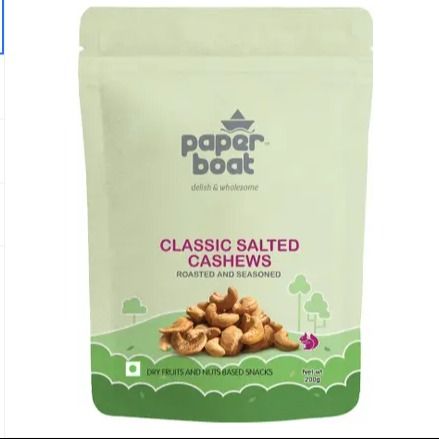 paper
boat
delish & wholesome
CLASSIC SALTED
CASHEWS
ROASTED AND SEASONED
DRY FRUITS AND NUTS BASED SNACKS
Net wt
200g